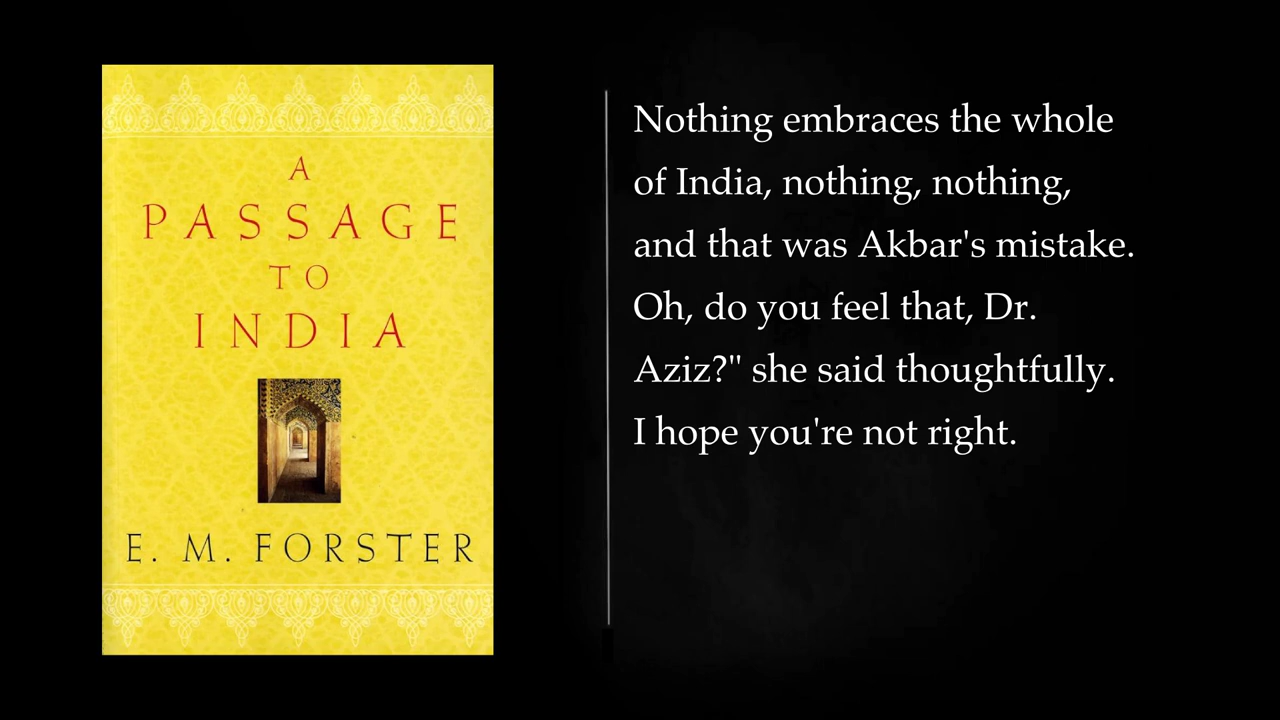 A
PASSAGE
TO
INDIA
E. M. FORSTER
Nothing embraces the whole
of India, nothing, nothing,
and that was Akbar's mistake.
Oh, do you feel that, Dr.
Aziz?" she said thoughtfully.
I hope you're not right.